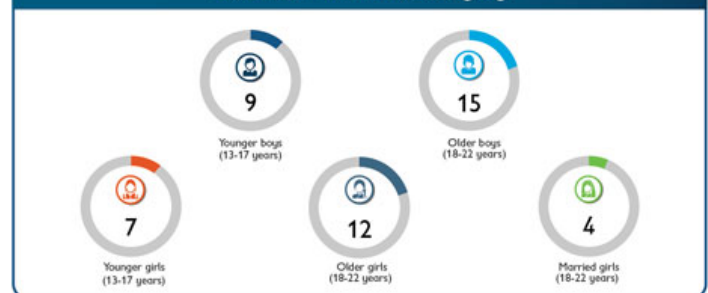 9
Younger boys
(13-17 years)
15
Older boys
(18-22 years)
7
Younger girls
(13-17 years)
12
Older girls
(18-22 years)
4
Married girls
(18-22 years)